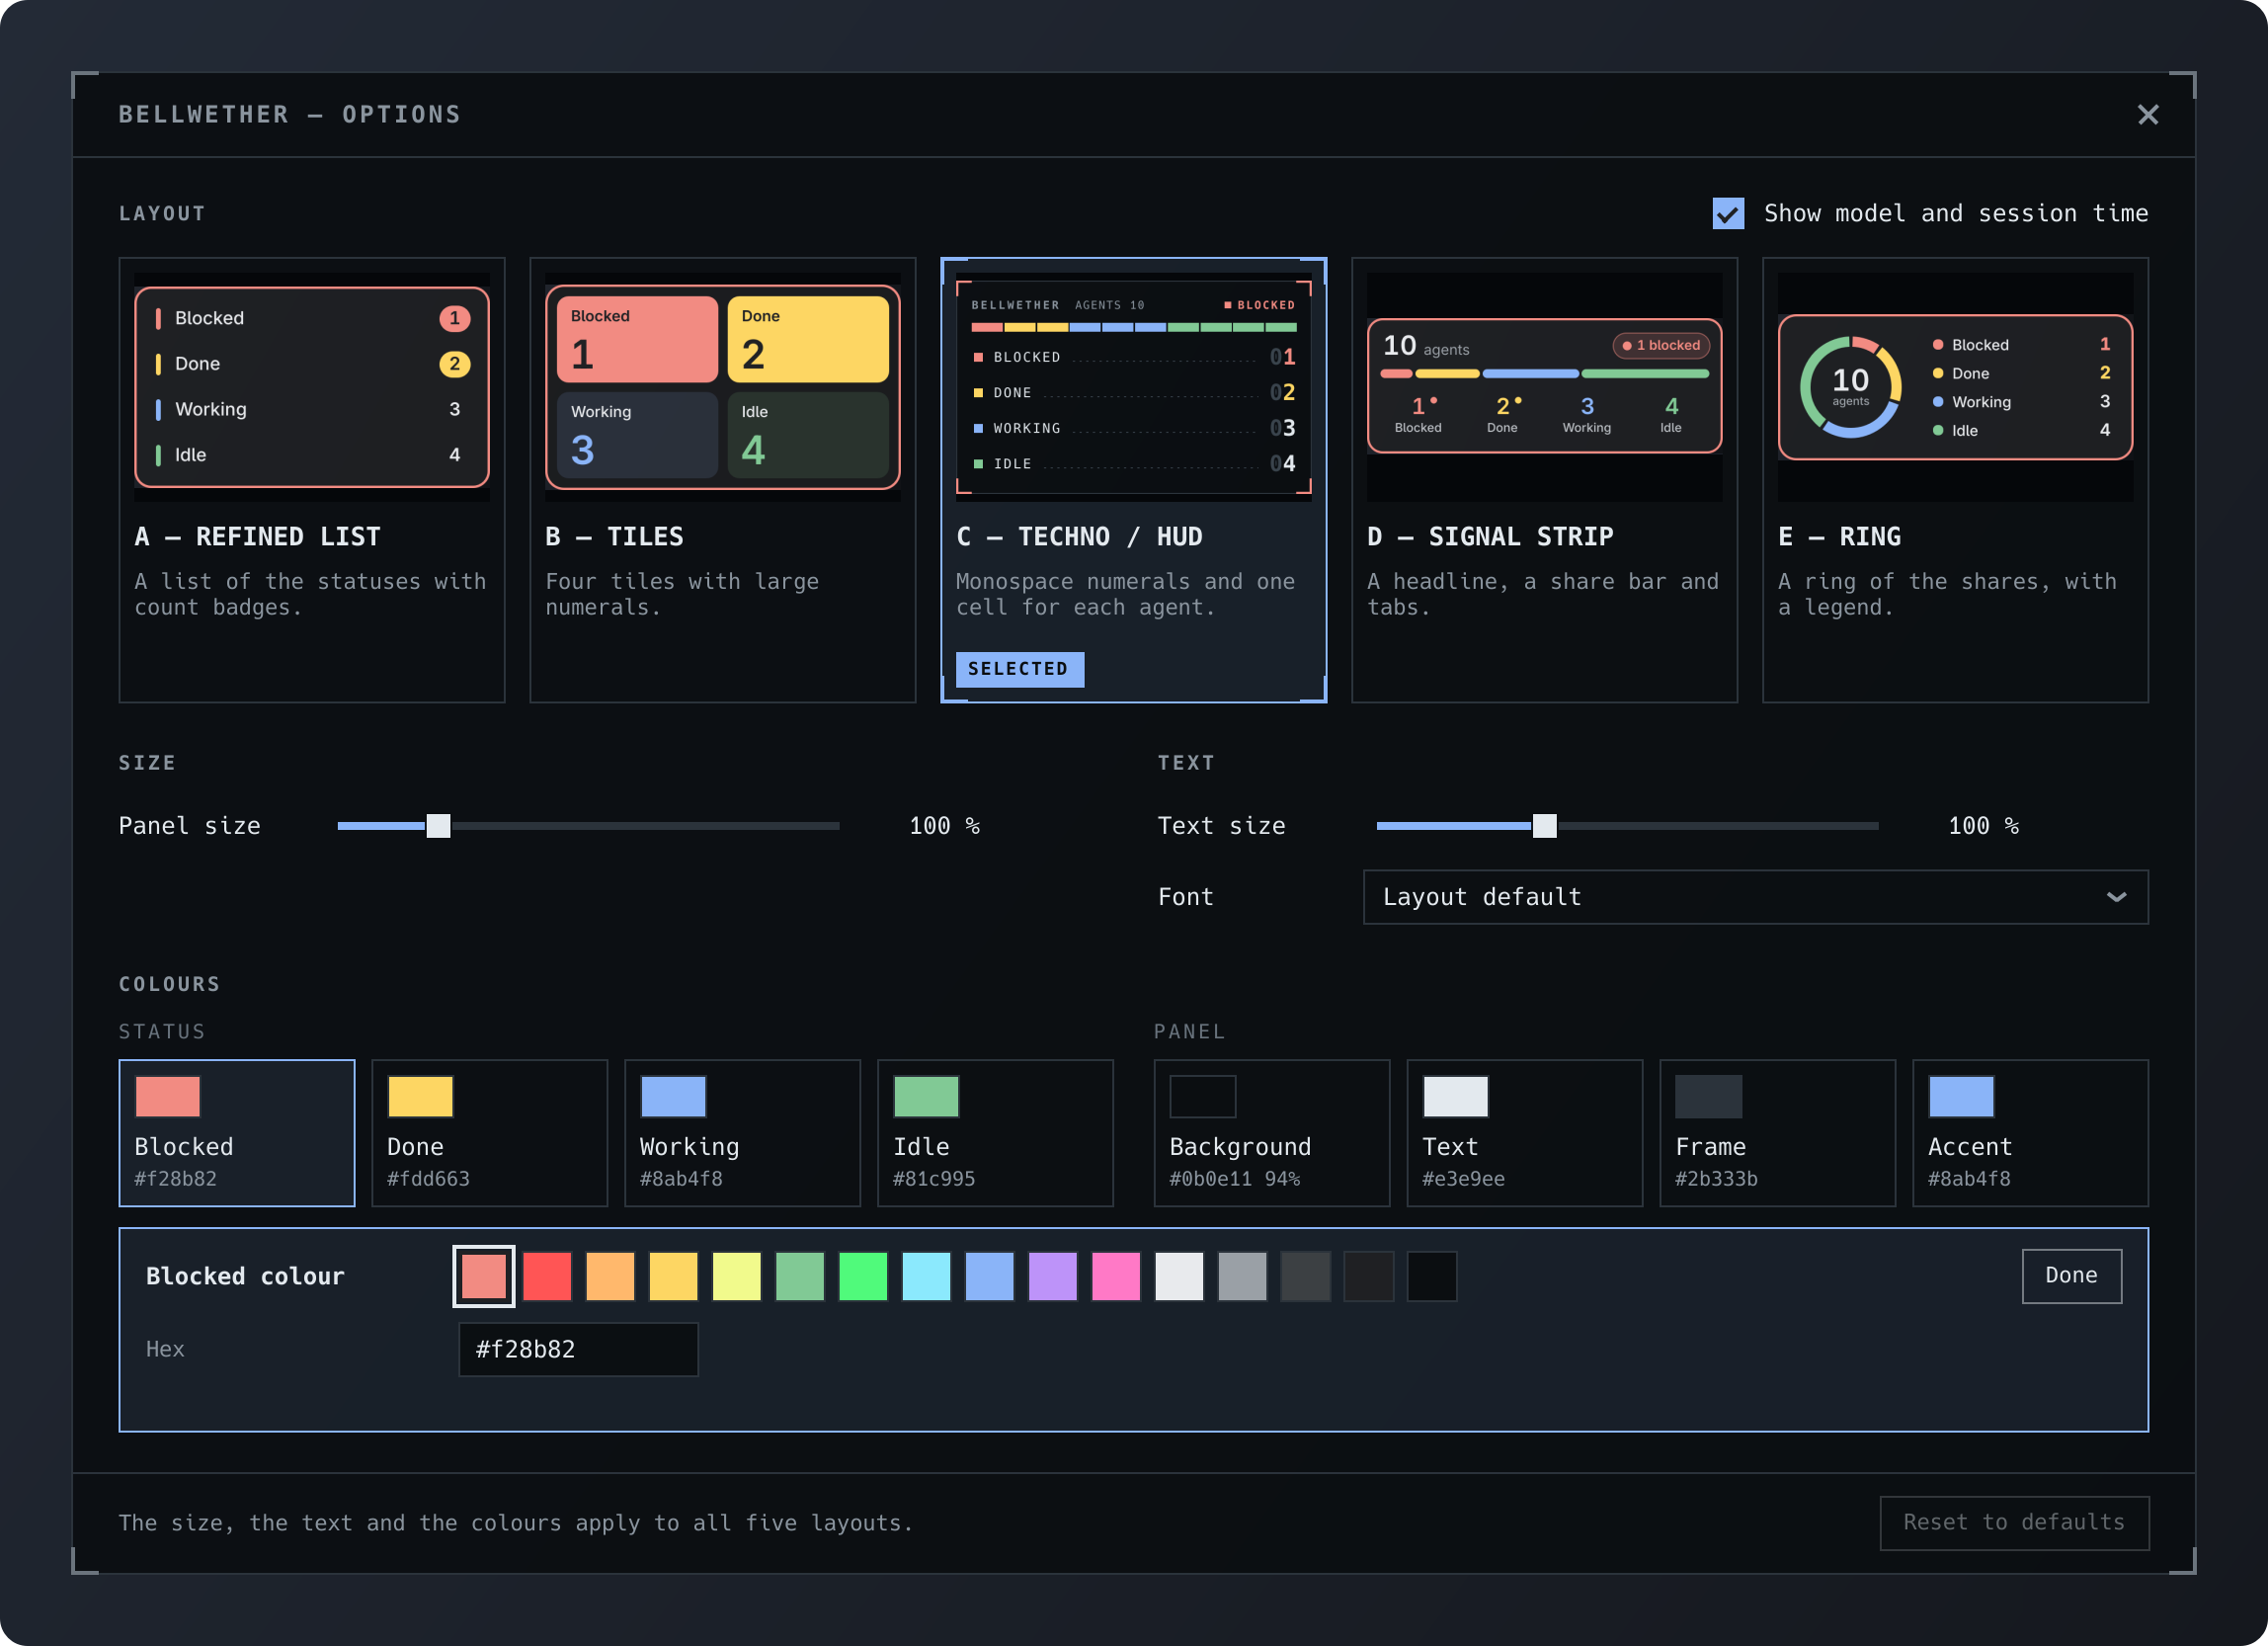 BELLWETHER — OPTIONS
LAYOUT
Show model and session time
Blocked 1
Done 2
Working 3
Idle 4
A — REFINED LIST
A list of the statuses with
count badges.
Blocked
1
Done
2
Working
3
Idle
4
B — TILES
Four tiles with large
numerals.
BELLWETHER AGENTS 10 BLOCKED
BLOCKED 01
DONE 02
WORKING 03
IDLE 04
C — TECHNO / HUD
Monospace numerals and one
cell for each agent.
SELECTED
10 agents 1 blocked
1 2 3 4
Blocked Done Working Idle
D — SIGNAL STRIP
A headline, a share bar and
tabs.
10
agents
Blocked 1
Done 2
Working 3
Idle 4
E — RING
A ring of the shares, with
a legend.
SIZE
Panel size 100 %
TEXT
Text size 100 %
Font Layout default
COLOURS
STATUS
Blocked
#f28b82
Done
#fdd663
Working
#8ab4f8
Idle
#81c995
PANEL
Background
#0b0e11 94%
Text
#e3e9ee
Frame
#2b333b
Accent
#8ab4f8
Blocked colour
Done
Hex #f28b82
The size, the text and the colours apply to all five layouts.
Reset to defaults